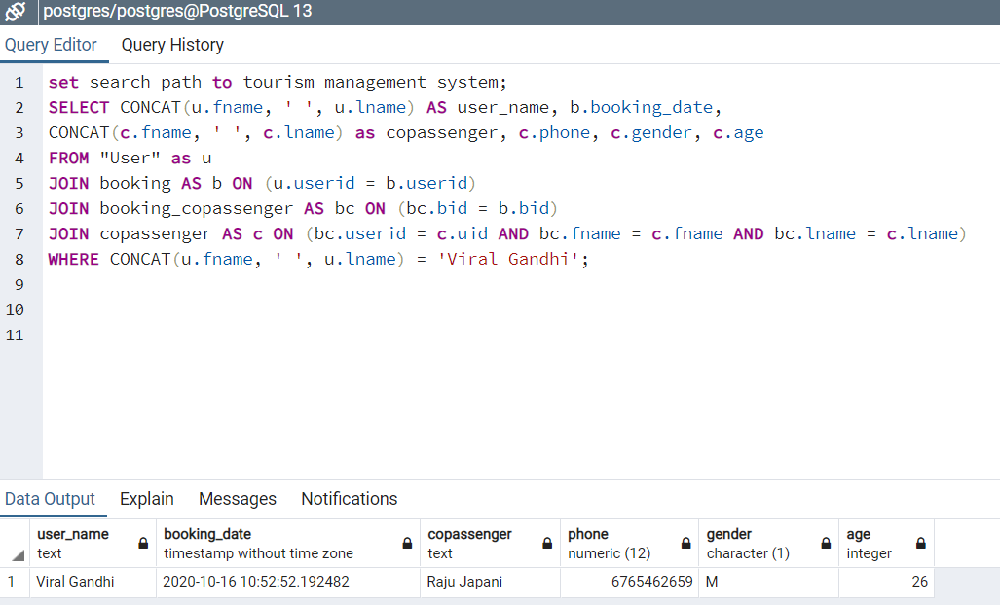 postgres/postgres@PostgreSQL 13
Query Editor Query History
1 set search_path to tourism_management_system;
2 SELECT CONCAT(u.fname, ' ', u.lname) AS user_name, b.booking_date,
3 CONCAT(c.fname, ' ', c.lname) as copassenger, c.phone, c.gender, c.age
4 FROM "User" as u
5 JOIN booking AS b ON (u.userid = b.userid)
6 JOIN booking_copassenger AS bc ON (bc.bid = b.bid)
7 JOIN copassenger AS c ON (bc.userid = c.uid AND bc.fname = c.fname AND bc.lname = c.lname)
8 WHERE CONCAT(u.fname, ' ', u.lname) = 'Viral Gandhi';
9
10
11
Data Output Explain Messages Notifications
user_name booking_date copassenger phone gender age
text timestamp without time zone text numeric (12) character (1) integer
1 Viral Gandhi 2020-10-16 10:52:52.192482 Raju Japani 6765462659 M 26